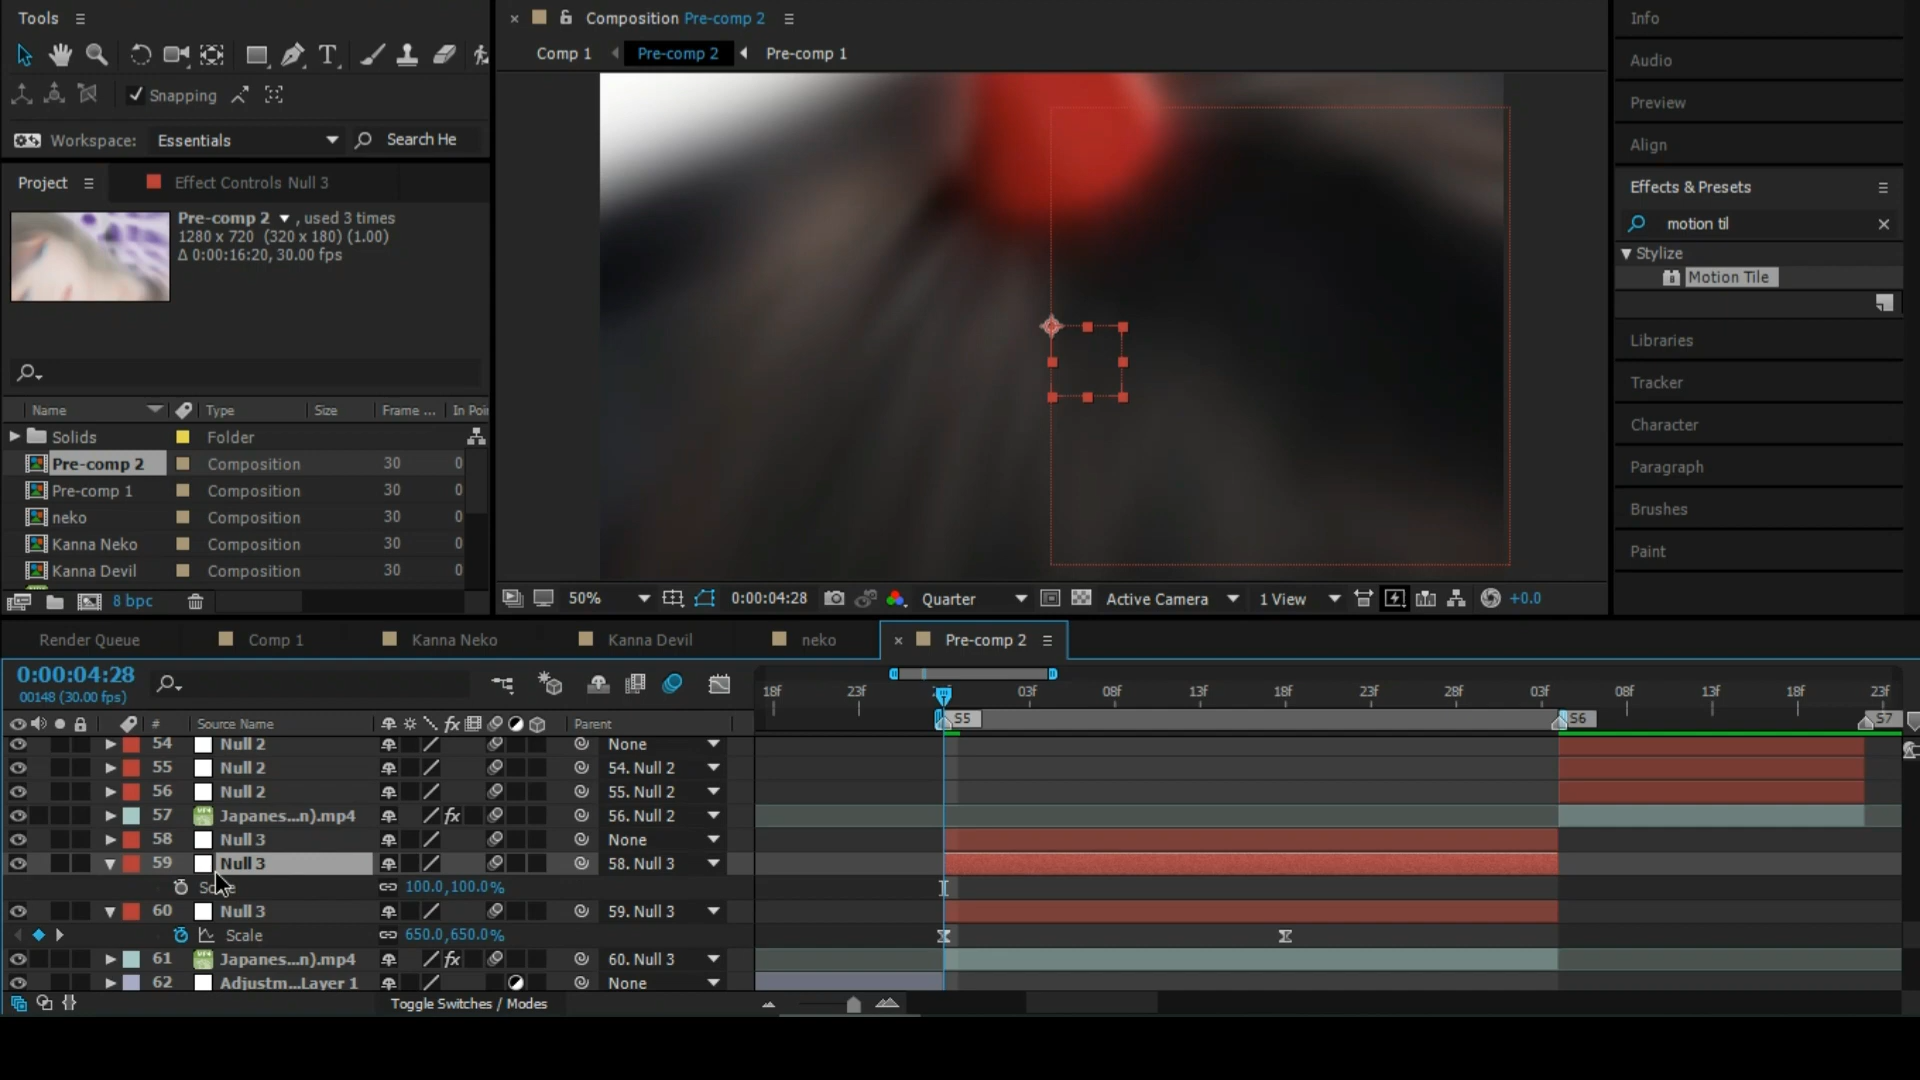 Tools
Snapping
Workspace: Essentials Search He
Project Effect Controls Null 3
Pre-comp 2 , used 3 times
1280 x 720 (320 x 180) (1.00)
Δ 0:00:16:20, 30.00 fps
Name Type Size Frame ... In Poi
Solids Folder
Pre-comp 2 Composition 30 0
Pre-comp 1 Composition 30 0
neko Composition 30 0
Kanna Neko Composition 30 0
Kanna Devil Composition 30 0
8 bpc
Composition Pre-comp 2
Comp 1 Pre-comp 2 Pre-comp 1
50% 0:00:04:28 Quarter Active Camera 1 View +0.0
Info
Audio
Preview
Align
Effects & Presets
motion til
Stylize
Motion Tile
Libraries
Tracker
Character
Paragraph
Brushes
Paint
Render Queue Comp 1 Kanna Neko Kanna Devil neko Pre-comp 2
0:00:04:28
00148 (30.00 fps)
18f 23f 03f 08f 13f 18f 23f 28f 03f 08f 13f 18f 23f
# Source Name fx Parent
S5 S6 S7
54 Null 2 None
55 Null 2 54. Null 2
56 Null 2 55. Null 2
57 Japanes...n).mp4 fx 56. Null 2
58 Null 3 None
59 Null 3 58. Null 3
100.0,100.0%
60 Null 3 59. Null 3
Scale 650.0,650.0%
61 Japanes...n).mp4 fx 60. Null 3
62 Adjustm...Layer 1 None
Toggle Switches / Modes